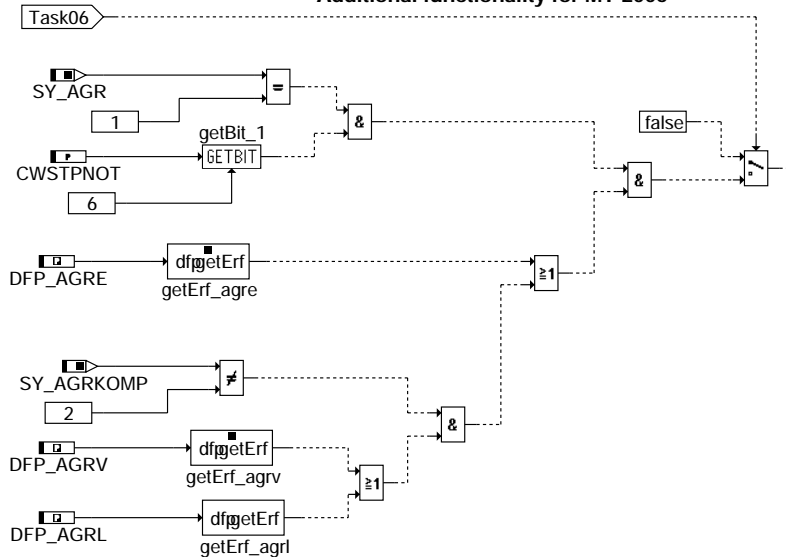 Additional functionality for
Task06
SY_AGR
=
1
&
getBit_1
false
P
GETBIT
CWSTPNOT
&
6
DFP_AGRE
dfpgetErf
≥1
getErf_agre
SY_AGRKOMP
≠
2
&
DFP_AGRV
dfpgetErf
getErf_agrv
≥1
DFP_AGRL
dfpgetErf
getErf_agrl